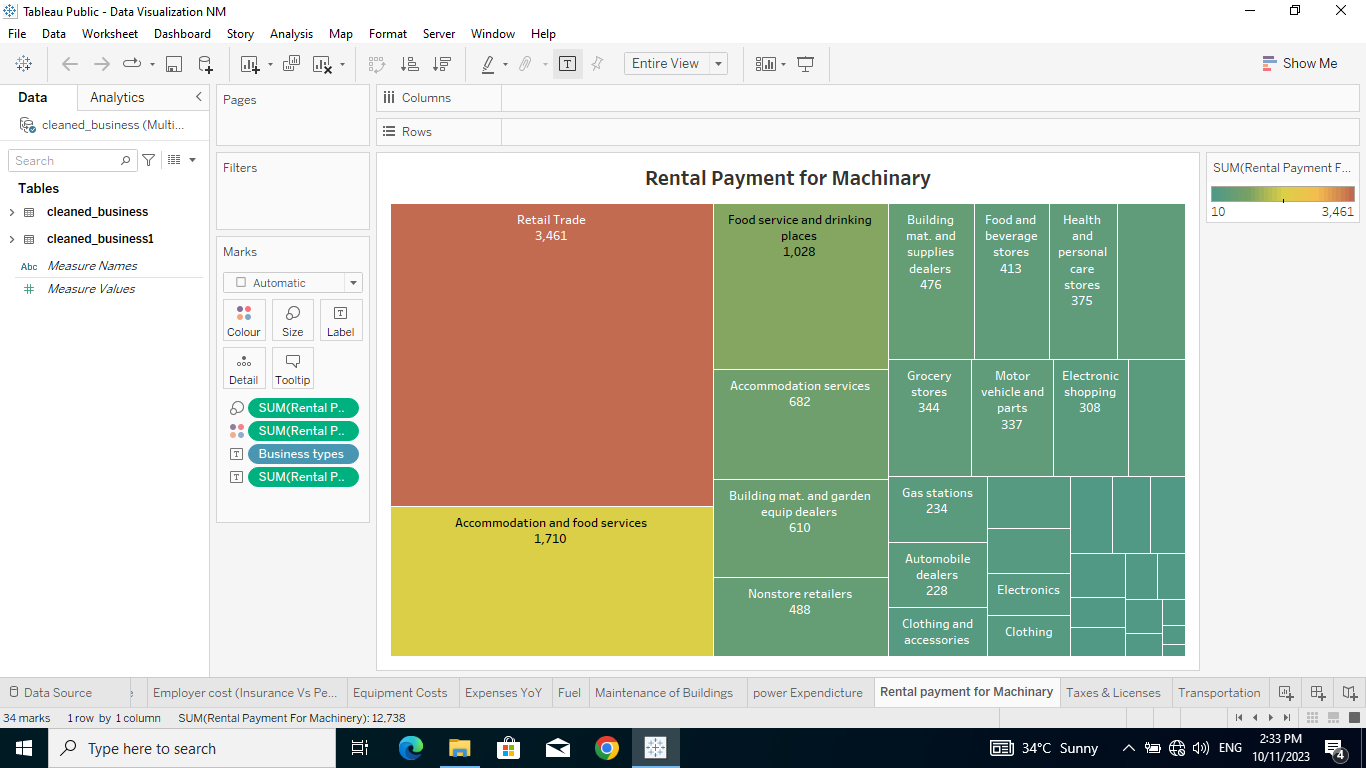 Tableau Public - Data Visualization NM
File Data Worksheet Dashboard Story Analysis Map Format Server Window Help
Entire View
Show Me
Data Analytics
cleaned_business (Multi...
Search
Tables
cleaned_business
cleaned_business1
Abc Measure Names
# Measure Values
Pages
Filters
Marks
Automatic
Colour Size Label
Detail Tooltip
SUM(Rental P..
SUM(Rental P..
Business types
SUM(Rental P..
Columns
Rows
Rental Payment for Machinary
Retail Trade
3,461
Accommodation and food services
1,710
Food service and drinking
places
1,028
Accommodation services
682
Building mat. and garden
equip dealers
610
Nonstore retailers
488
Building
mat. and
supplies
dealers
476
Food and
beverage
stores
413
Health
and
personal
care
stores
375
Grocery
stores
344
Motor
vehicle and
parts
337
Electronic
shopping
308
Gas stations
234
Automobile
dealers
228
Clothing and
accessories
Electronics
Clothing
SUM(Rental Payment F...
10 3,461
Data Source
Employer cost (Insurance Vs Pe...
Equipment Costs
Expenses YoY
Fuel
Maintenance of Buildings
power Expenditure
Rental payment for Machinary
Taxes & Licenses
Transportation
34 marks 1 row by 1 column SUM(Rental Payment For Machinery): 12,738
Type here to search
34°C Sunny
ENG
2:33 PM
10/11/2023
4